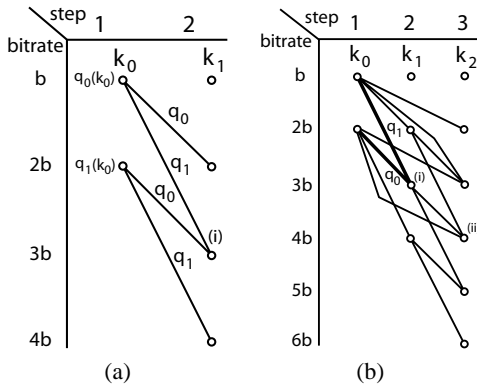 step
bitrate
1 2
k0 k1
b q0(k0)
q0
2b q1(k0)
q1
q0
(i)
3b
q1
4b
(a)
step
bitrate
1 2 3
k0 k1 k2
b
2b q1
3b q0 (i)
4b (ii
5b
6b
(b)